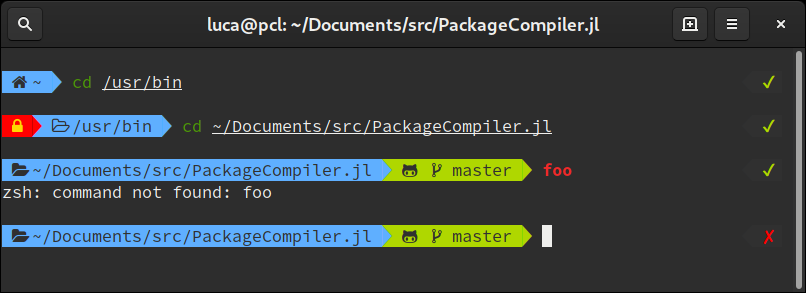 luca@pcl: ~/Documents/src/PackageCompiler.jl
~ cd /usr/bin ✓
/usr/bin cd ~/Documents/src/PackageCompiler.jl ✓
~/Documents/src/PackageCompiler.jl master foo ✓
zsh: command not found: foo
~/Documents/src/PackageCompiler.jl master ✗